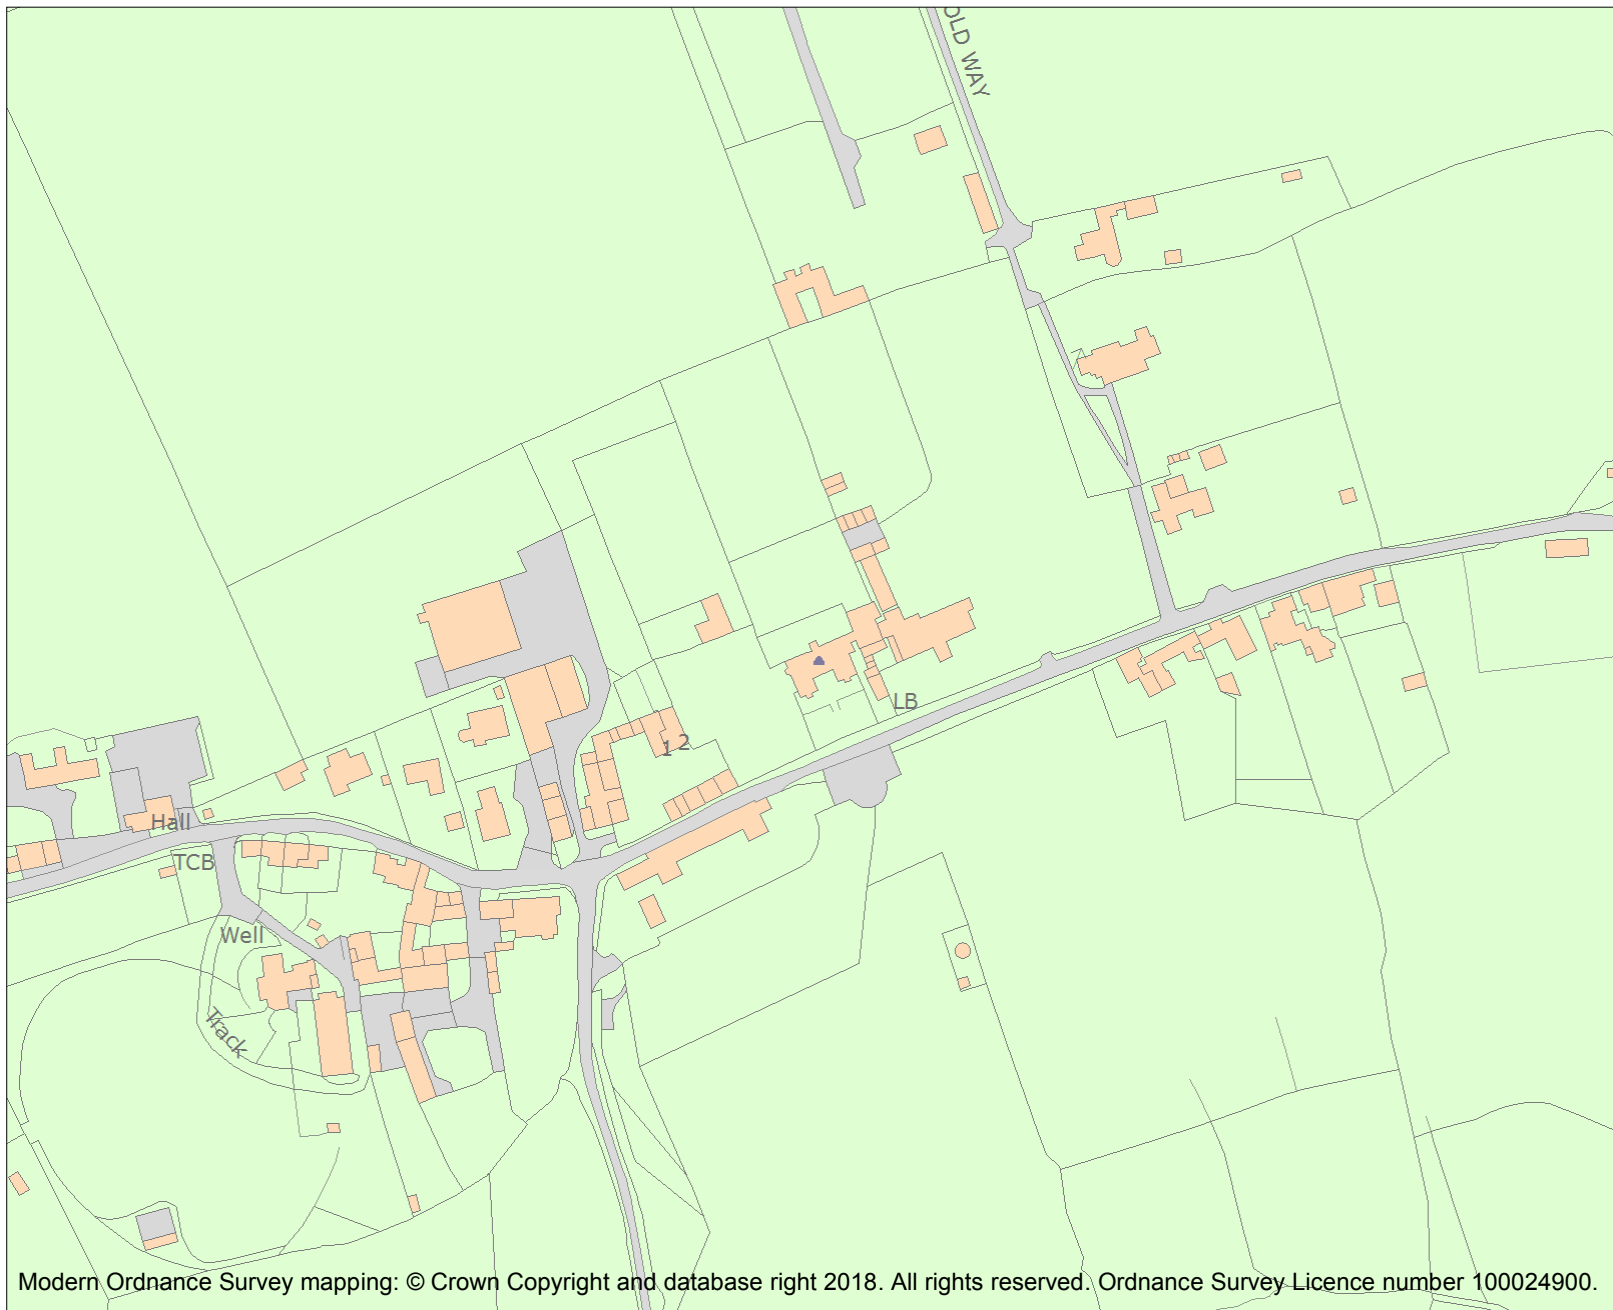 OLD WAY
LB
1 2
Hall
TCB
Well
Track
Modern Ordnance Survey mapping: © Crown Copyright and database right 2018. All rights reserved. Ordnance Survey Licence number 100024900.